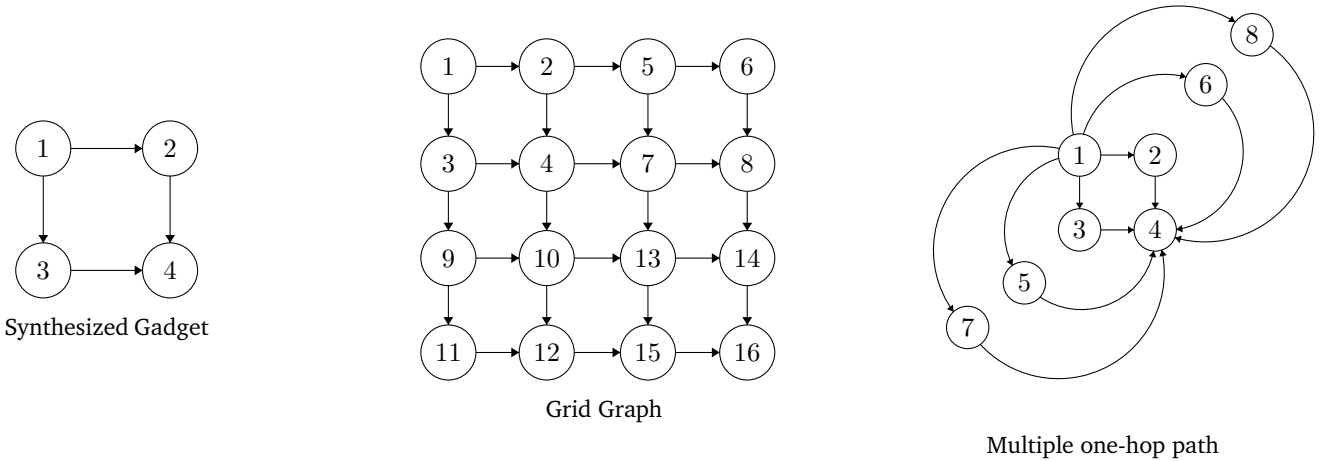 1 2
3 4
Synthesized Gadget
1 2 5 6
3 4 7 8
9 10 13 14
11 12 15 16
Grid Graph
8
6
1 2
3 4
5
7
Multiple one-hop path